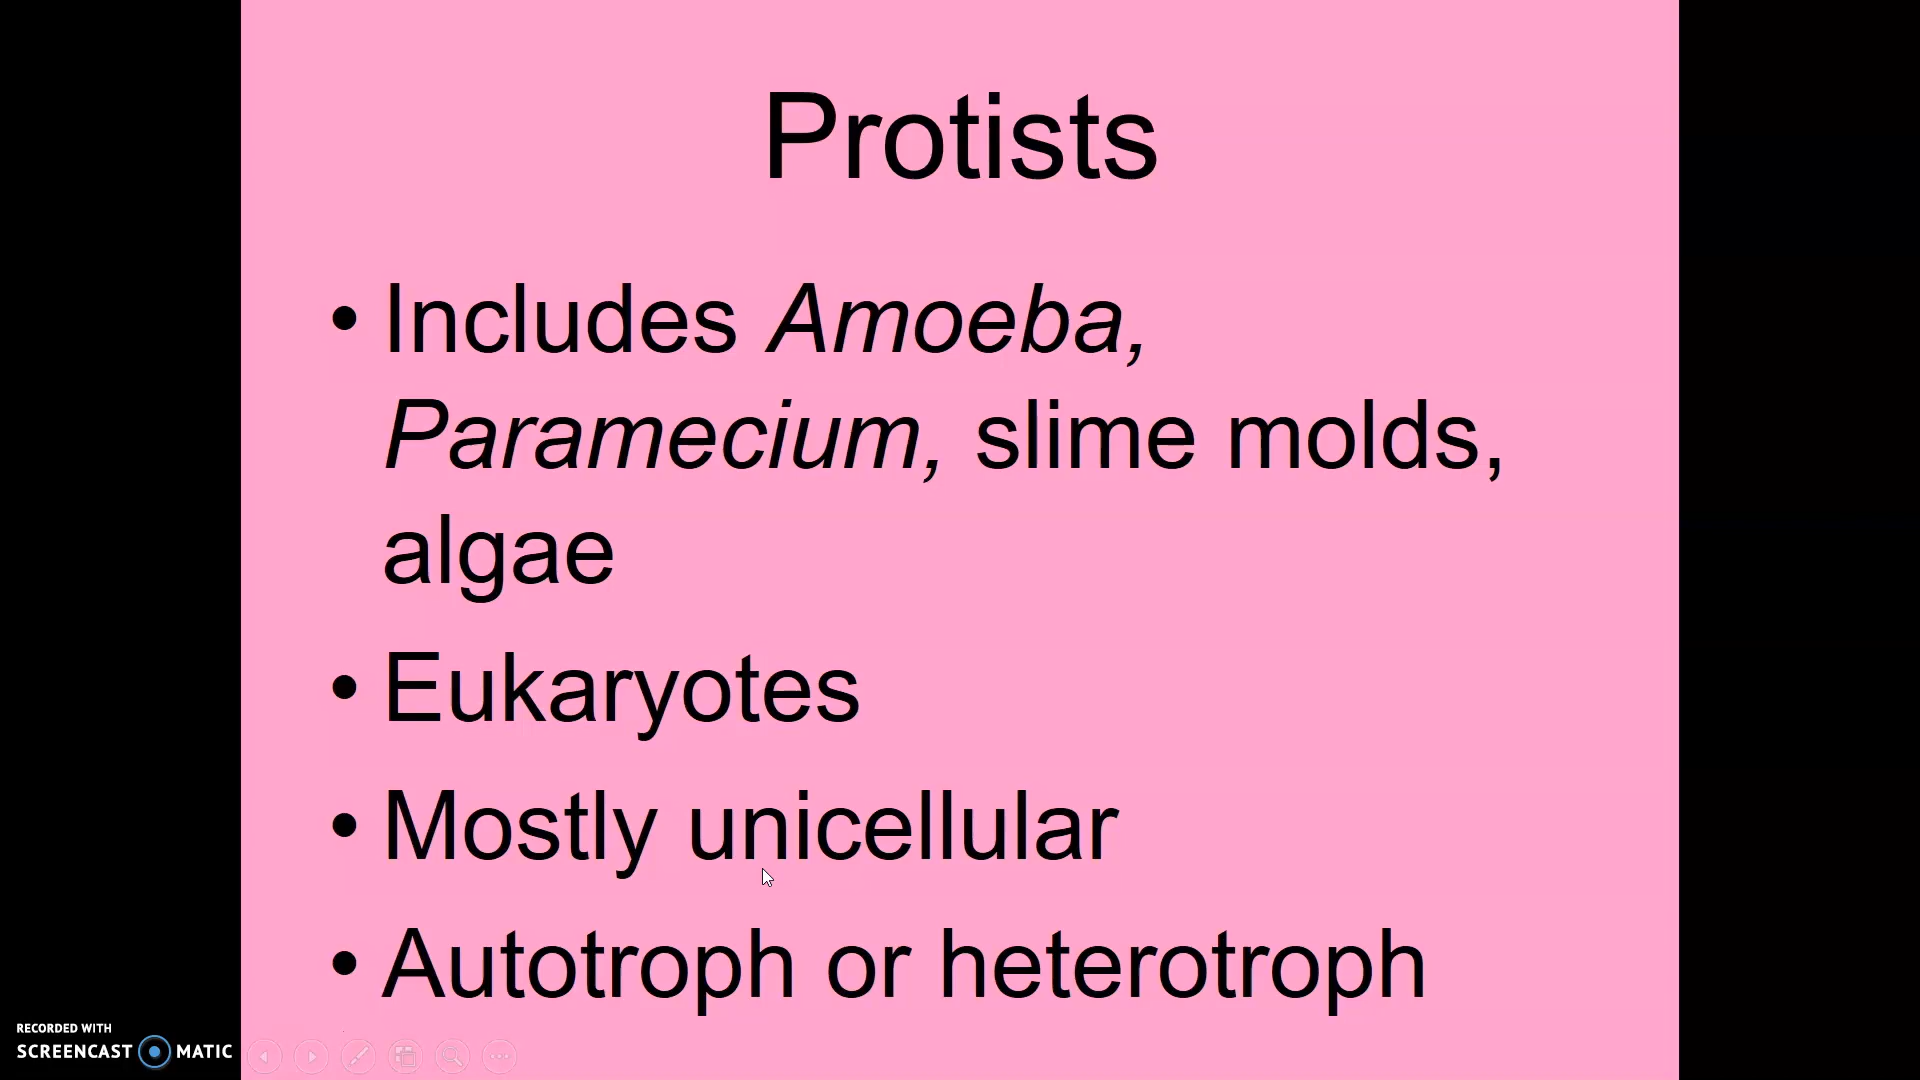 Protists
• Includes Amoeba,
Paramecium, slime molds,
algae
• Eukaryotes
• Mostly unicellular
• Autotroph or heterotroph
RECORDED WITH
SCREENCAST MATIC